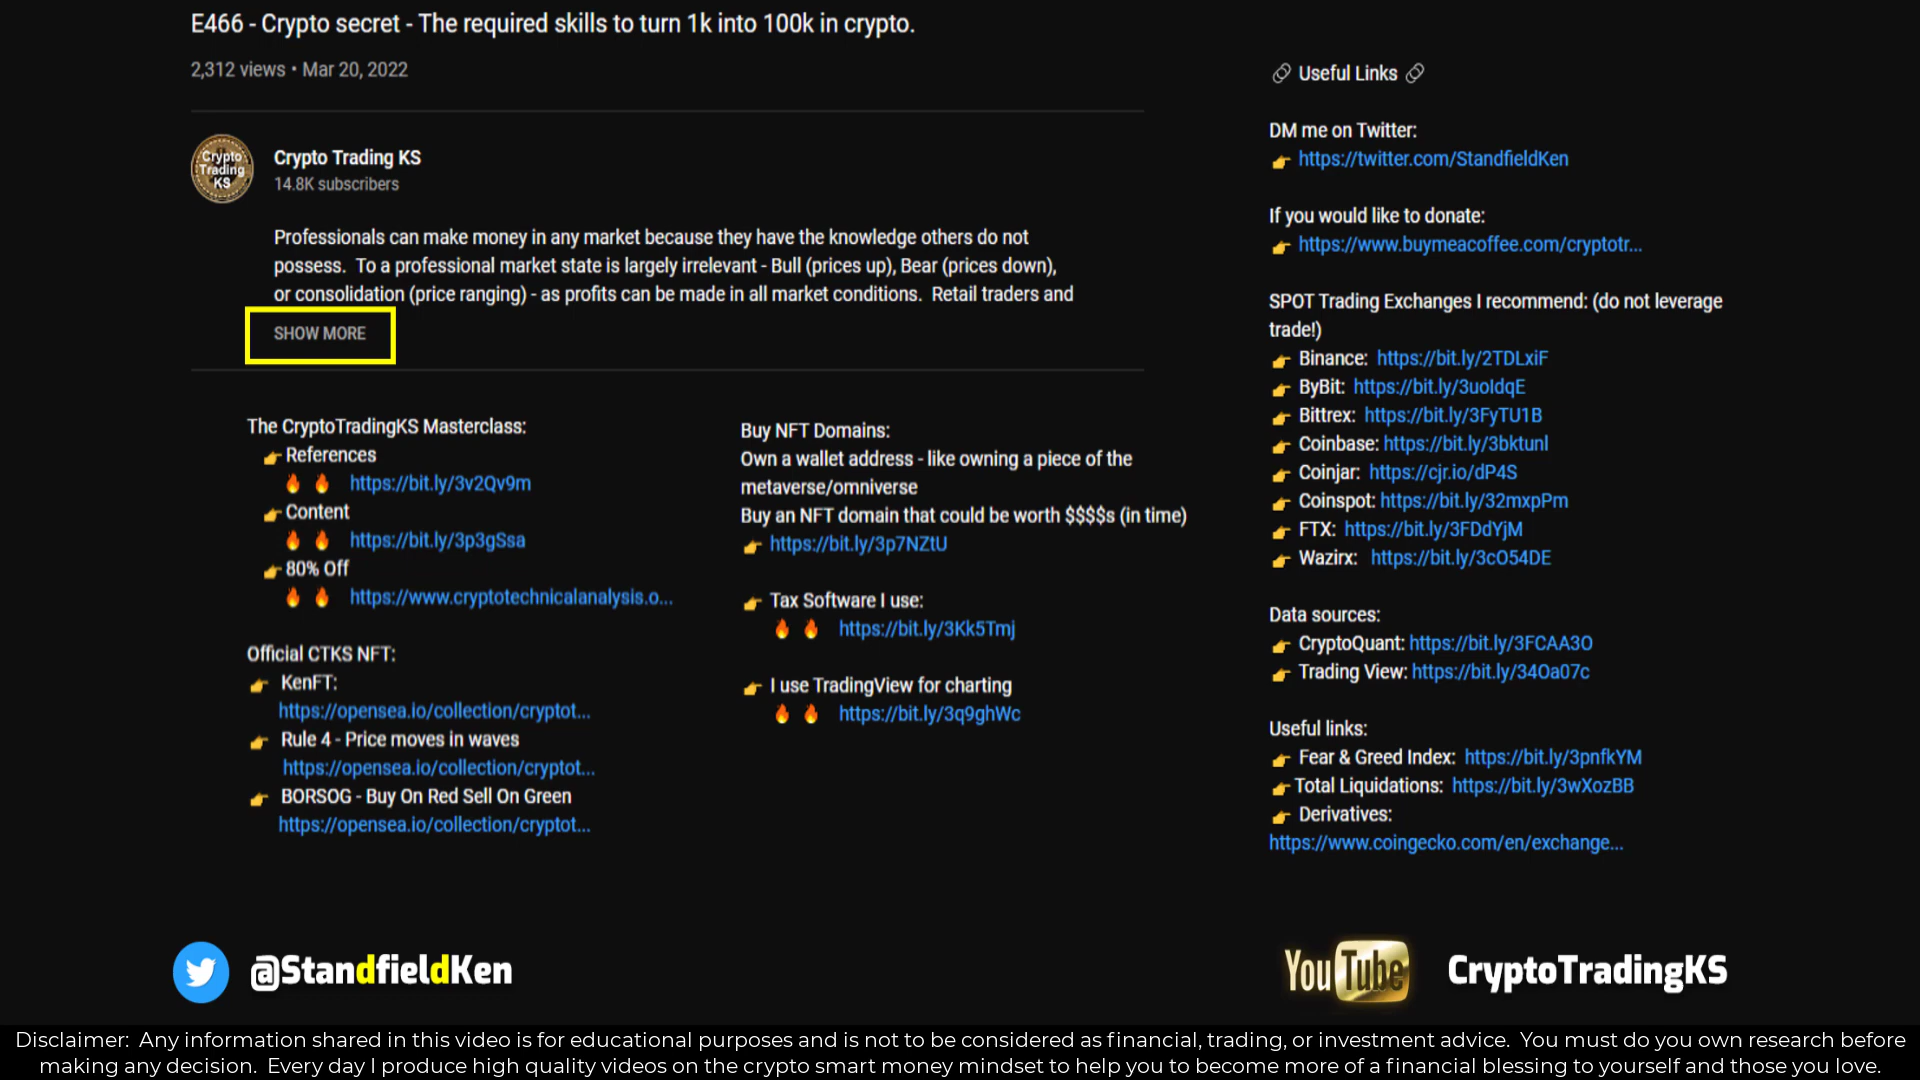 E466 - Crypto secret - The required skills to turn 1k into 100k in crypto.
2,312 views • Mar 20, 2022
Crypto Trading KS
Crypto Trading KS
14.8K subscribers
Professionals can make money in any market because they have the knowledge others do not
possess.  To a professional market state is largely irrelevant - Bull (prices up), Bear (prices down),
or consolidation (price ranging) - as profits can be made in all market conditions.  Retail traders and
SHOW MORE
The CryptoTradingKS Masterclass:
👉 References
🔥 🔥 https://bit.ly/3v2Qv9m
👉 Content
🔥 🔥 https://bit.ly/3p3gSsa
👉 80% Off
🔥 🔥 https://www.cryptotechnicalanalysis.o...
Official CTKS NFT:
👉 KenFT:
https://opensea.io/collection/cryptot...
👉 Rule 4 - Price moves in waves
https://opensea.io/collection/cryptot...
👉 BORSOG - Buy On Red Sell On Green
https://opensea.io/collection/cryptot...
Buy NFT Domains:
Own a wallet address - like owning a piece of the
metaverse/omniverse
Buy an NFT domain that could be worth $$$$s (in time)
👉 https://bit.ly/3p7NZtU
👉 Tax Software I use:
🔥 🔥 https://bit.ly/3Kk5Tmj
👉 I use TradingView for charting
🔥 🔥 https://bit.ly/3q9ghWc
🔗 Useful Links 🔗
DM me on Twitter:
👉 https://twitter.com/StandfieldKen
If you would like to donate:
👉 https://www.buymeacoffee.com/cryptotr...
SPOT Trading Exchanges I recommend: (do not leverage
trade!)
👉 Binance: https://bit.ly/2TDLxiF
👉 ByBit: https://bit.ly/3uoIdqE
👉 Bittrex: https://bit.ly/3FyTU1B
👉 Coinbase: https://bit.ly/3bktunl
👉 Coinjar: https://cjr.io/dP4S
👉 Coinspot: https://bit.ly/32mxpPm
👉 FTX: https://bit.ly/3FDdYjM
👉 Wazirx: https://bit.ly/3cO54DE
Data sources:
👉 CryptoQuant: https://bit.ly/3FCAA3O
👉 Trading View: https://bit.ly/34Oa07c
Useful links:
👉 Fear & Greed Index: https://bit.ly/3pnfkYM
👉 Total Liquidations: https://bit.ly/3wXozBB
👉 Derivatives:
https://www.coingecko.com/en/exchange...
@StandfieldKen
YouTube CryptoTradingKS
Disclaimer:  Any information shared in this video is for educational purposes and is not to be considered as financial, trading, or investment advice.  You must do you own research before
making any decision.  Every day I produce high quality videos on the crypto smart money mindset to help you to become more of a financial blessing to yourself and those you love.